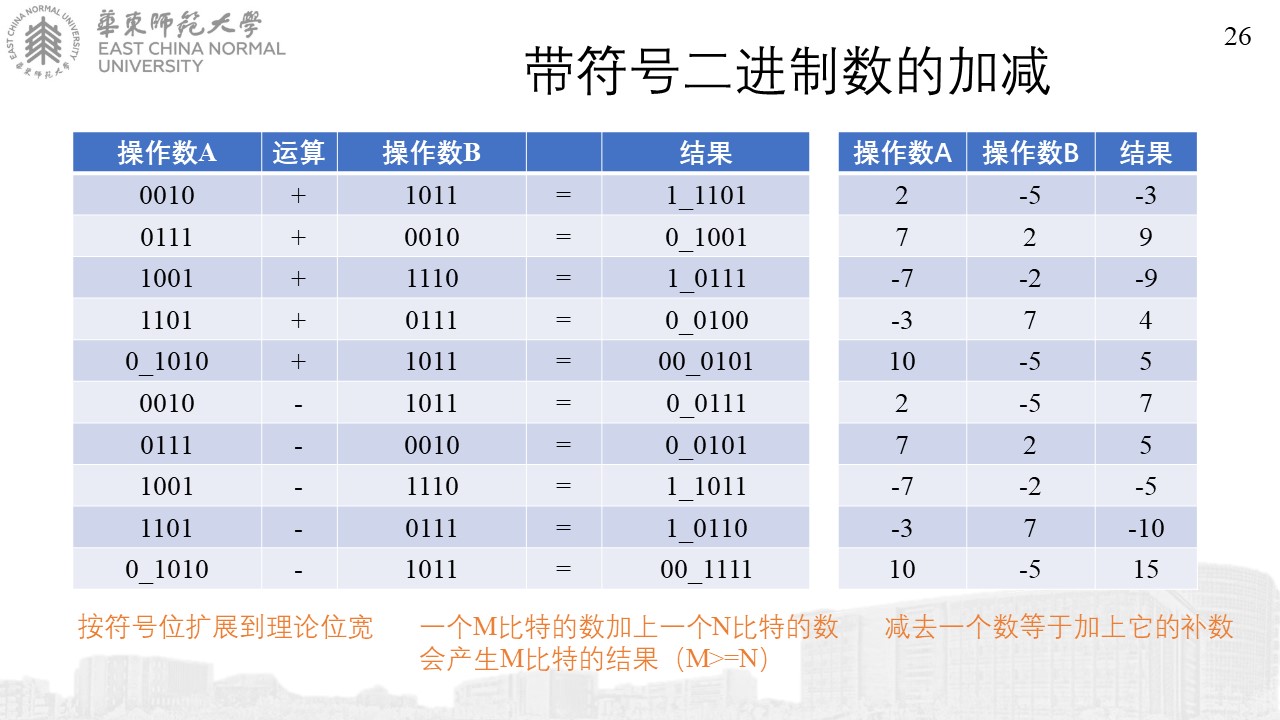 EAST CHINA NORMAL UNIVERSITY
華東師範大學
華東師範大學
EAST CHINA NORMAL
UNIVERSITY
26
带符号二进制数的加减
操作数A 运算 操作数B 结果 操作数A 操作数B 结果
0010 + 1011 = 1_1101 2 -5 -3
0111 + 0010 = 0_1001 7 2 9
1001 + 1110 = 1_0111 -7 -2 -9
1101 + 0111 = 0_0100 -3 7 4
0_1010 + 1011 = 00_0101 10 -5 5
0010 - 1011 = 0_0111 2 -5 7
0111 - 0010 = 0_0101 7 2 5
1001 - 1110 = 1_1011 -7 -2 -5
1101 - 0111 = 1_0110 -3 7 -10
0_1010 - 1011 = 00_1111 10 -5 15
按符号位扩展到理论位宽
一个M比特的数加上一个N比特的数
会产生M比特的结果（M>=N）
减去一个数等于加上它的补数